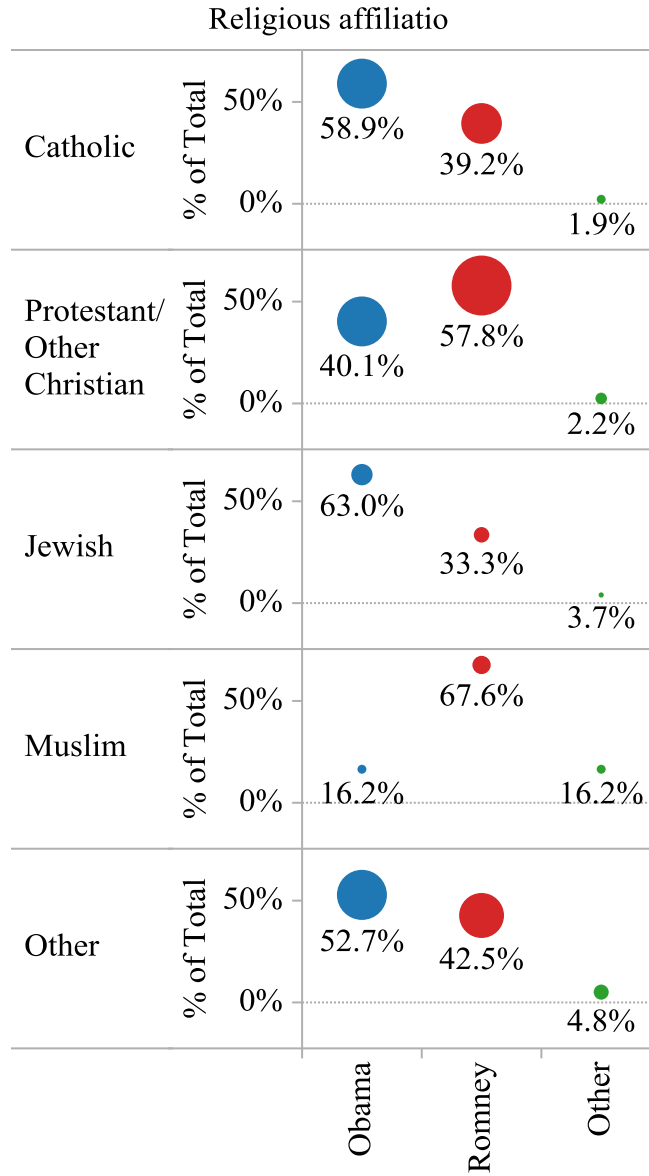 Religious affiliatio
Catholic
% of Total
50%
0%
58.9%
39.2%
1.9%
Protestant/
Other
Christian
% of Total
50%
0%
40.1%
57.8%
2.2%
Jewish
% of Total
50%
0%
63.0%
33.3%
3.7%
Muslim
% of Total
50%
0%
16.2%
67.6%
16.2%
Other
% of Total
50%
0%
52.7%
42.5%
4.8%
Obama
Romney
Other